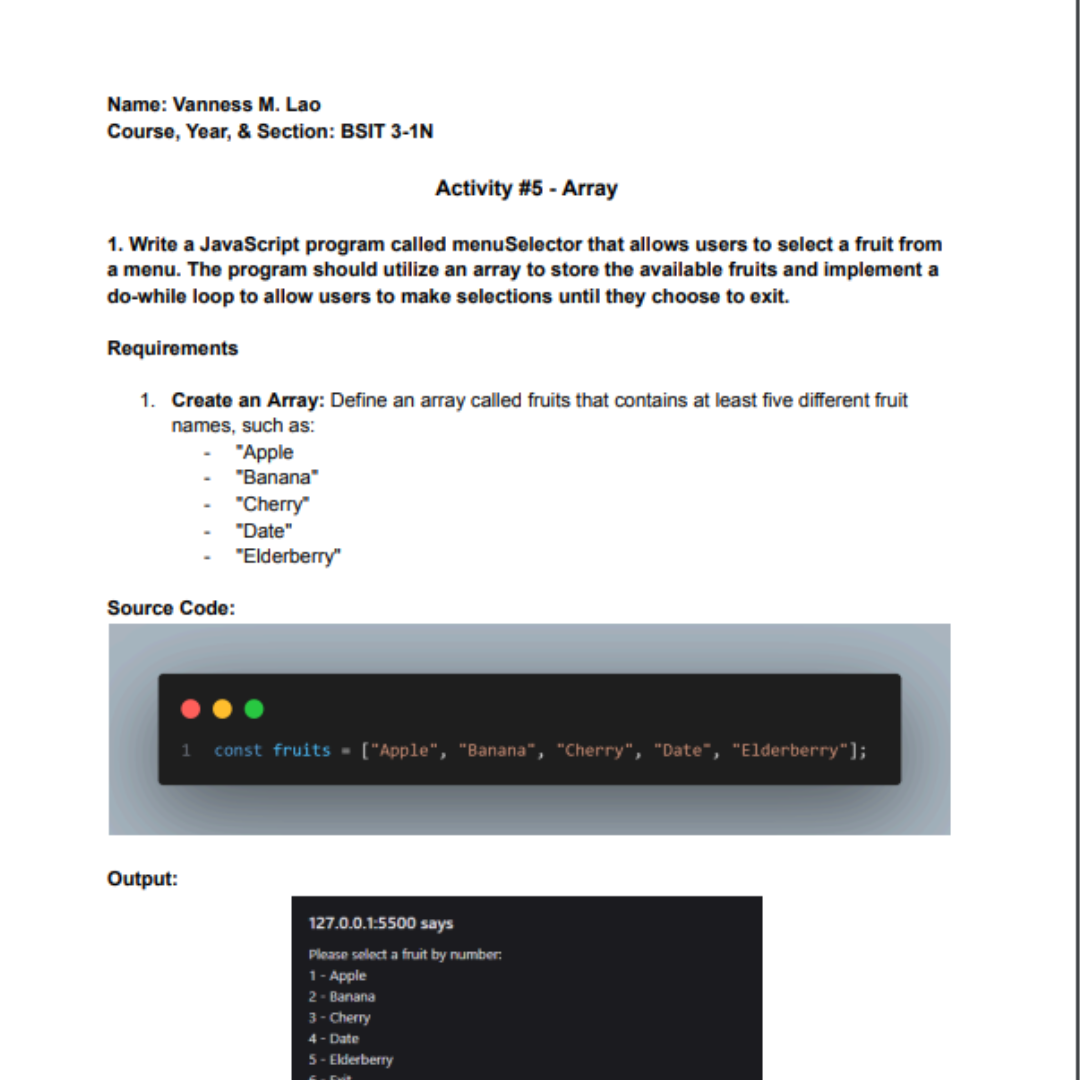 Name: Vanness M. Lao
Course, Year, & Section: BSIT 3-1N
Activity #5 - Array
1. Write a JavaScript program called menuSelector that allows users to select a fruit from
a menu. The program should utilize an array to store the available fruits and implement a
do-while loop to allow users to make selections until they choose to exit.
Requirements
1. Create an Array: Define an array called fruits that contains at least five different fruit
names, such as:
- "Apple
- "Banana"
- "Cherry"
- "Date"
- "Elderberry"
Source Code:
1 const fruits = ["Apple", "Banana", "Cherry", "Date", "Elderberry"];
Output:
127.0.0.1:5500 says
Please select a fruit by number:
1 - Apple
2 - Banana
3 - Cherry
4 - Date
5 - Elderberry
6 - Exit